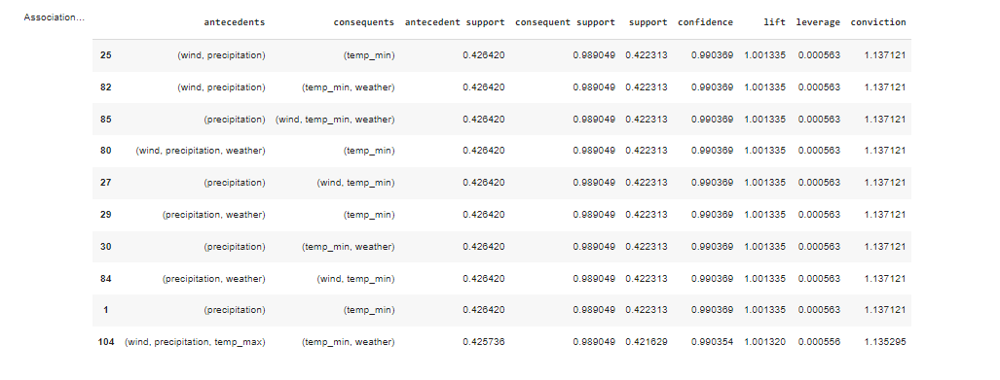 Association...
antecedents consequents antecedent support consequent support support confidence lift leverage conviction
25 (wind, precipitation) (temp_min) 0.426420 0.989049 0.422313 0.990369 1.001335 0.000563 1.137121
82 (wind, precipitation) (temp_min, weather) 0.426420 0.989049 0.422313 0.990369 1.001335 0.000563 1.137121
85 (precipitation) (wind, temp_min, weather) 0.426420 0.989049 0.422313 0.990369 1.001335 0.000563 1.137121
80 (wind, precipitation, weather) (temp_min) 0.426420 0.989049 0.422313 0.990369 1.001335 0.000563 1.137121
27 (precipitation) (wind, temp_min) 0.426420 0.989049 0.422313 0.990369 1.001335 0.000563 1.137121
29 (precipitation, weather) (temp_min) 0.426420 0.989049 0.422313 0.990369 1.001335 0.000563 1.137121
30 (precipitation) (temp_min, weather) 0.426420 0.989049 0.422313 0.990369 1.001335 0.000563 1.137121
84 (precipitation, weather) (wind, temp_min) 0.426420 0.989049 0.422313 0.990369 1.001335 0.000563 1.137121
1 (precipitation) (temp_min) 0.426420 0.989049 0.422313 0.990369 1.001335 0.000563 1.137121
104 (wind, precipitation, temp_max) (temp_min, weather) 0.425736 0.989049 0.421629 0.990354 1.001320 0.000556 1.135295